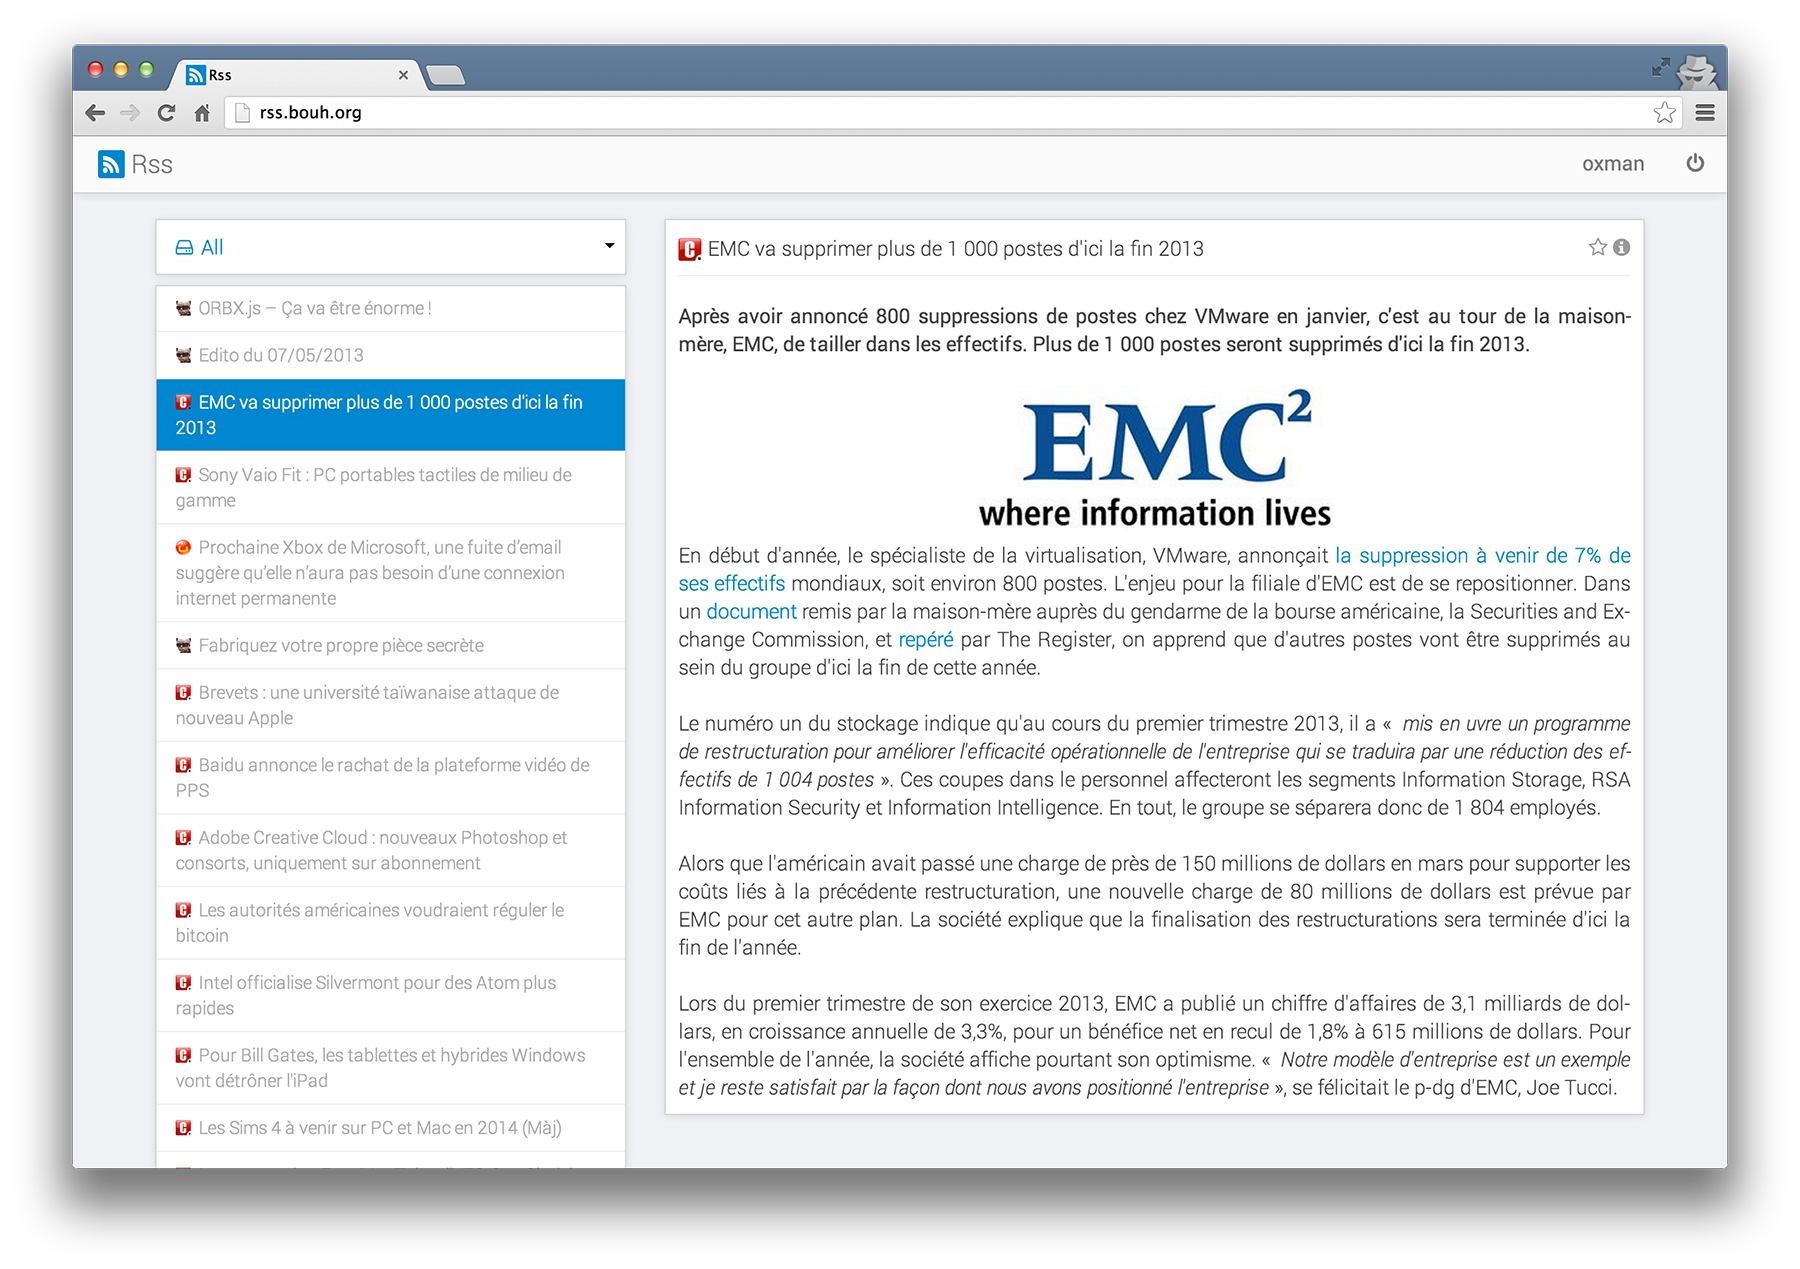 Rss
rss.bouh.org
Rss
oxman
All
ORBX.js – Ça va être énorme !
Edito du 07/05/2013
EMC va supprimer plus de 1 000 postes d'ici la fin
2013
Sony Vaio Fit : PC portables tactiles de milieu de
gamme
Prochaine Xbox de Microsoft, une fuite d’email
suggère qu’elle n’aura pas besoin d’une connexion
internet permanente
Fabriquez votre propre pièce secrète
Brevets : une université taïwanaise attaque de
nouveau Apple
Baidu annonce le rachat de la plateforme vidéo de
PPS
Adobe Creative Cloud : nouveaux Photoshop et
consorts, uniquement sur abonnement
Les autorités américaines voudraient réguler le
bitcoin
Intel officialise Silvermont pour des Atom plus
rapides
Pour Bill Gates, les tablettes et hybrides Windows
vont détrôner l'iPad
Les Sims 4 à venir sur PC et Mac en 2014 (Màj)
EMC va supprimer plus de 1 000 postes d'ici la fin 2013
Après avoir annoncé 800 suppressions de postes chez VMware en janvier, c'est au tour de la maison-
mère, EMC, de tailler dans les effectifs. Plus de 1 000 postes seront supprimés d'ici la fin 2013.
EMC²
where information lives
En début d'année, le spécialiste de la virtualisation, VMware, annonçait la suppression à venir de 7% de
ses effectifs mondiaux, soit environ 800 postes. L'enjeu pour la filiale d'EMC est de se repositionner. Dans
un document remis par la maison-mère auprès du gendarme de la bourse américaine, la Securities and Ex-
change Commission, et repéré par The Register, on apprend que d'autres postes vont être supprimés au
sein du groupe d'ici la fin de cette année.
Le numéro un du stockage indique qu'au cours du premier trimestre 2013, il a « mis en uvre un programme
de restructuration pour améliorer l'efficacité opérationnelle de l'entreprise qui se traduira par une réduction des ef-
fectifs de 1 004 postes ». Ces coupes dans le personnel affecteront les segments Information Storage, RSA
Information Security et Information Intelligence. En tout, le groupe se séparera donc de 1 804 employés.
Alors que l'américain avait passé une charge de près de 150 millions de dollars en mars pour supporter les
coûts liés à la précédente restructuration, une nouvelle charge de 80 millions de dollars est prévue par
EMC pour cet autre plan. La société explique que la finalisation des restructurations sera terminée d'ici la
fin de l'année.
Lors du premier trimestre de son exercice 2013, EMC a publié un chiffre d'affaires de 3,1 milliards de dol-
lars, en croissance annuelle de 3,3%, pour un bénéfice net en recul de 1,8% à 615 millions de dollars. Pour
l'ensemble de l'année, la société affiche pourtant son optimisme. « Notre modèle d'entreprise est un exemple
et je reste satisfait par la façon dont nous avons positionné l'entreprise », se félicitait le p-dg d'EMC, Joe Tucci.